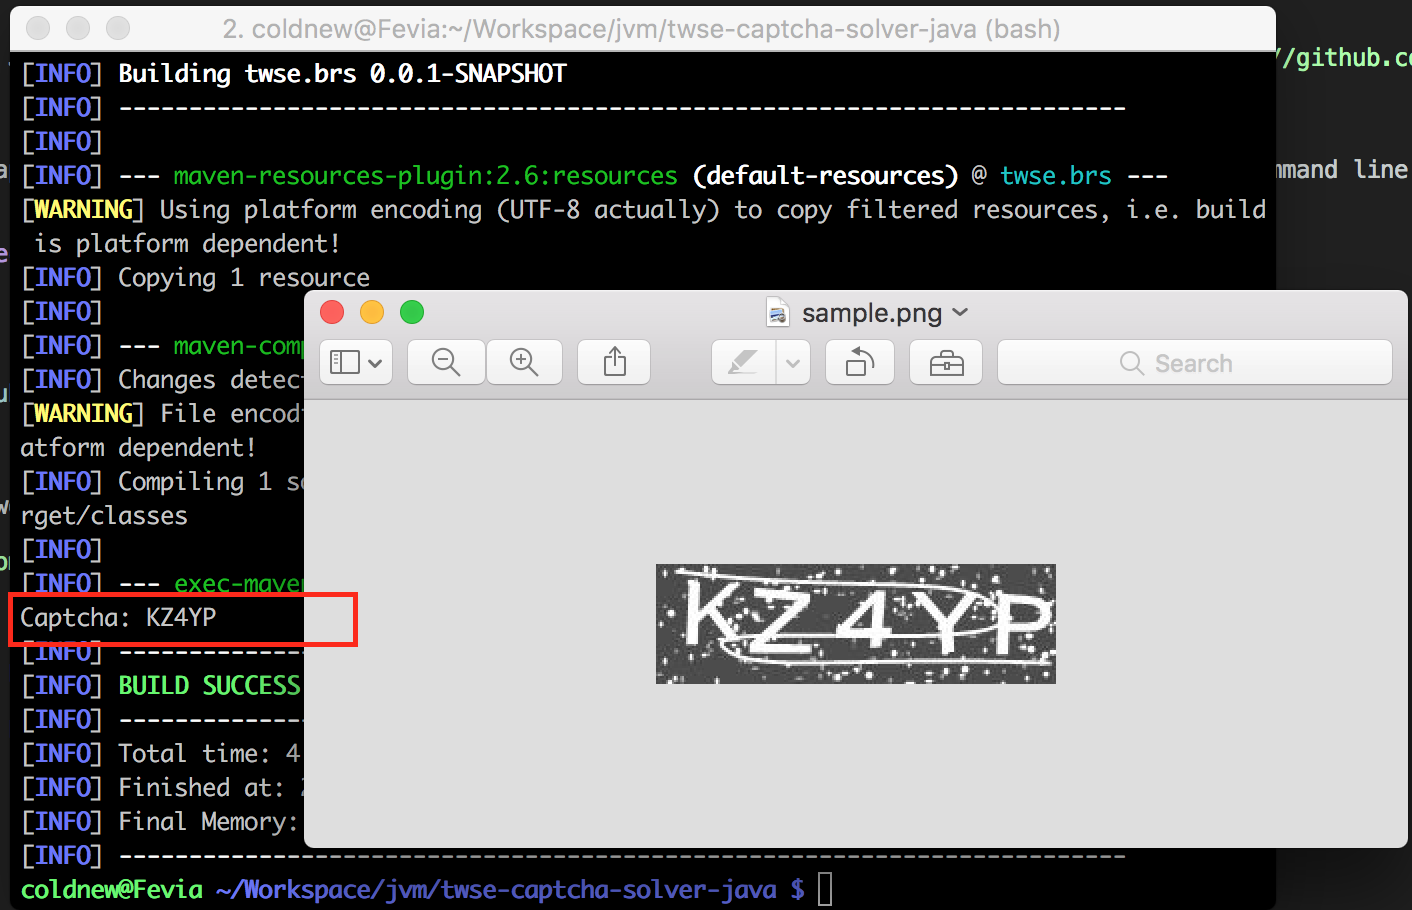 2. coldnew@Fevia:~/Workspace/jvm/twse-captcha-solver-java (bash)
//github.co
mmand line
[INFO] Building twse.brs 0.0.1-SNAPSHOT
[INFO] ------------------------------------------------------------------------
[INFO]
[INFO] --- maven-resources-plugin:2.6:resources (default-resources) @ twse.brs ---
[WARNING] Using platform encoding (UTF-8 actually) to copy filtered resources, i.e. build
is platform dependent!
[INFO] Copying 1 resource
[INFO]
[INFO] --- maven-comp
[INFO] Changes detect
[WARNING] File encod
atform dependent!
[INFO] Compiling 1 so
rget/classes
[INFO]
[INFO] --- exec-maven
Captcha: KZ4YP
[INFO] -------------
[INFO] BUILD SUCCESS
[INFO] -------------
[INFO] Total time: 4
[INFO] Finished at: 2
[INFO] Final Memory:
[INFO] ------------------------------------------------------------------------
coldnew@Fevia ~/Workspace/jvm/twse-captcha-solver-java $
sample.png
Search
KZ4YP